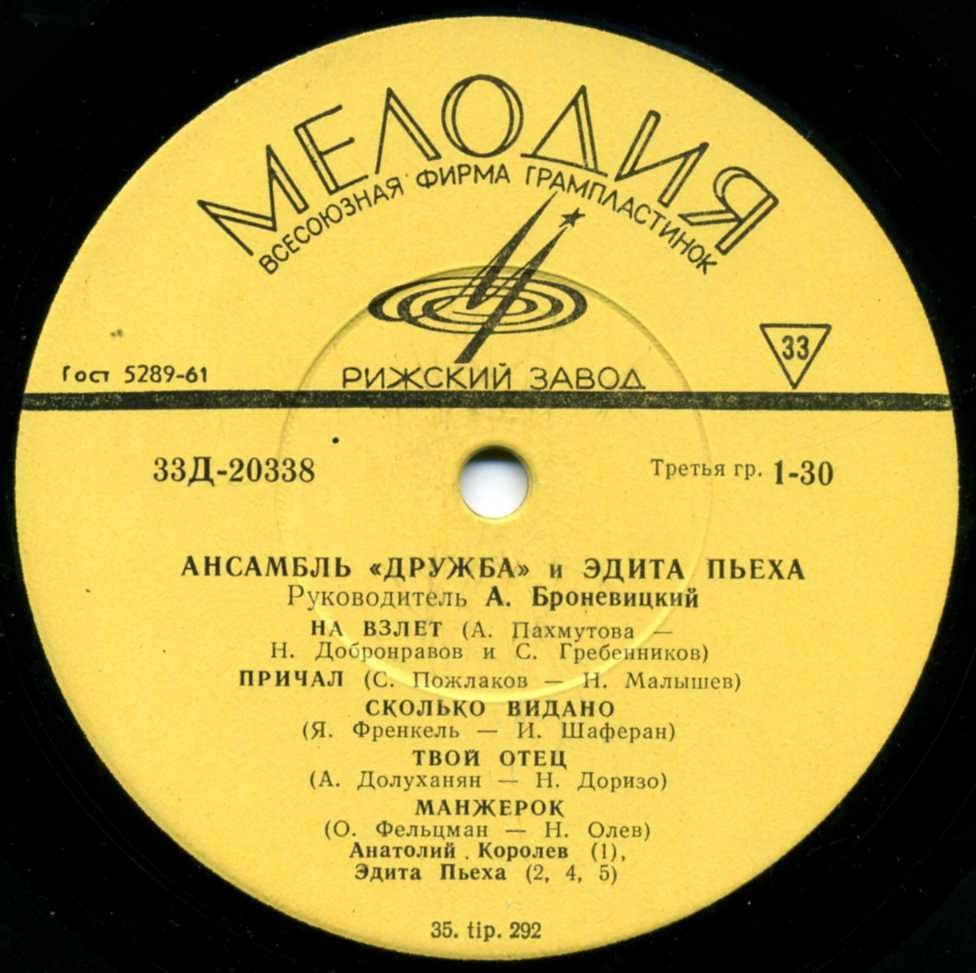 МЕЛОДИЯ
ВСЕСОЮЗНАЯ ФИРМА ГРАМПЛАСТИНОК
33
Гост 5289-61
РИЖСКИЙ ЗАВОД
33Д-20338
Третья гр. 1-30
АНСАМБЛЬ «ДРУЖБА» и ЭДИТА ПЬЕХА
Руководитель А. Броневицкий
НА ВЗЛЕТ (А. Пахмутова —
Н. Добронравов и С. Гребенников)
ПРИЧАЛ (С. Пожлаков — Н. Малышев)
СКОЛЬКО ВИДАНО
(Я. Френкель — И. Шаферан)
ТВОЙ ОТЕЦ
(А. Долуханян — Н. Доризо)
МАНЖЕРОК
(О. Фельцман — Н. Олев)
Анатолий . Королев (1),
Эдита Пьеха (2, 4, 5)
35. tip. 292